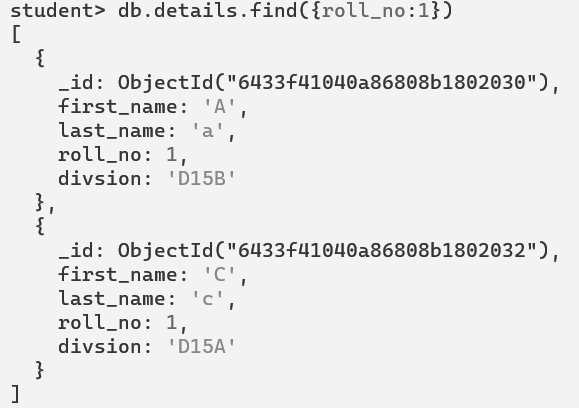 student> db.details.find({roll_no:1})
[
  {
    _id: ObjectId("6433f41040a86808b1802030"),
    first_name: 'A',
    last_name: 'a',
    roll_no: 1,
    divsion: 'D15B'
  },
  {
    _id: ObjectId("6433f41040a86808b1802032"),
    first_name: 'C',
    last_name: 'c',
    roll_no: 1,
    divsion: 'D15A'
  }
]